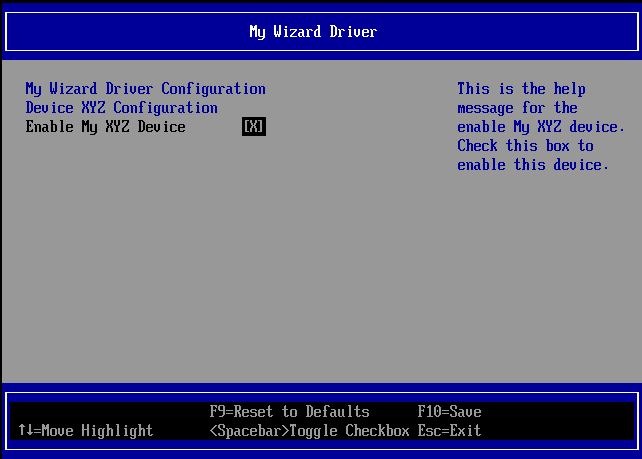 My Wizard Driver
My Wizard Driver Configuration
Device XYZ Configuration
Enable My XYZ Device [X]
This is the help
message for the
enable My XYZ device.
Check this box to
enable this device.
F9=Reset to Defaults F10=Save
↑↓=Move Highlight <Spacebar>Toggle Checkbox Esc=Exit